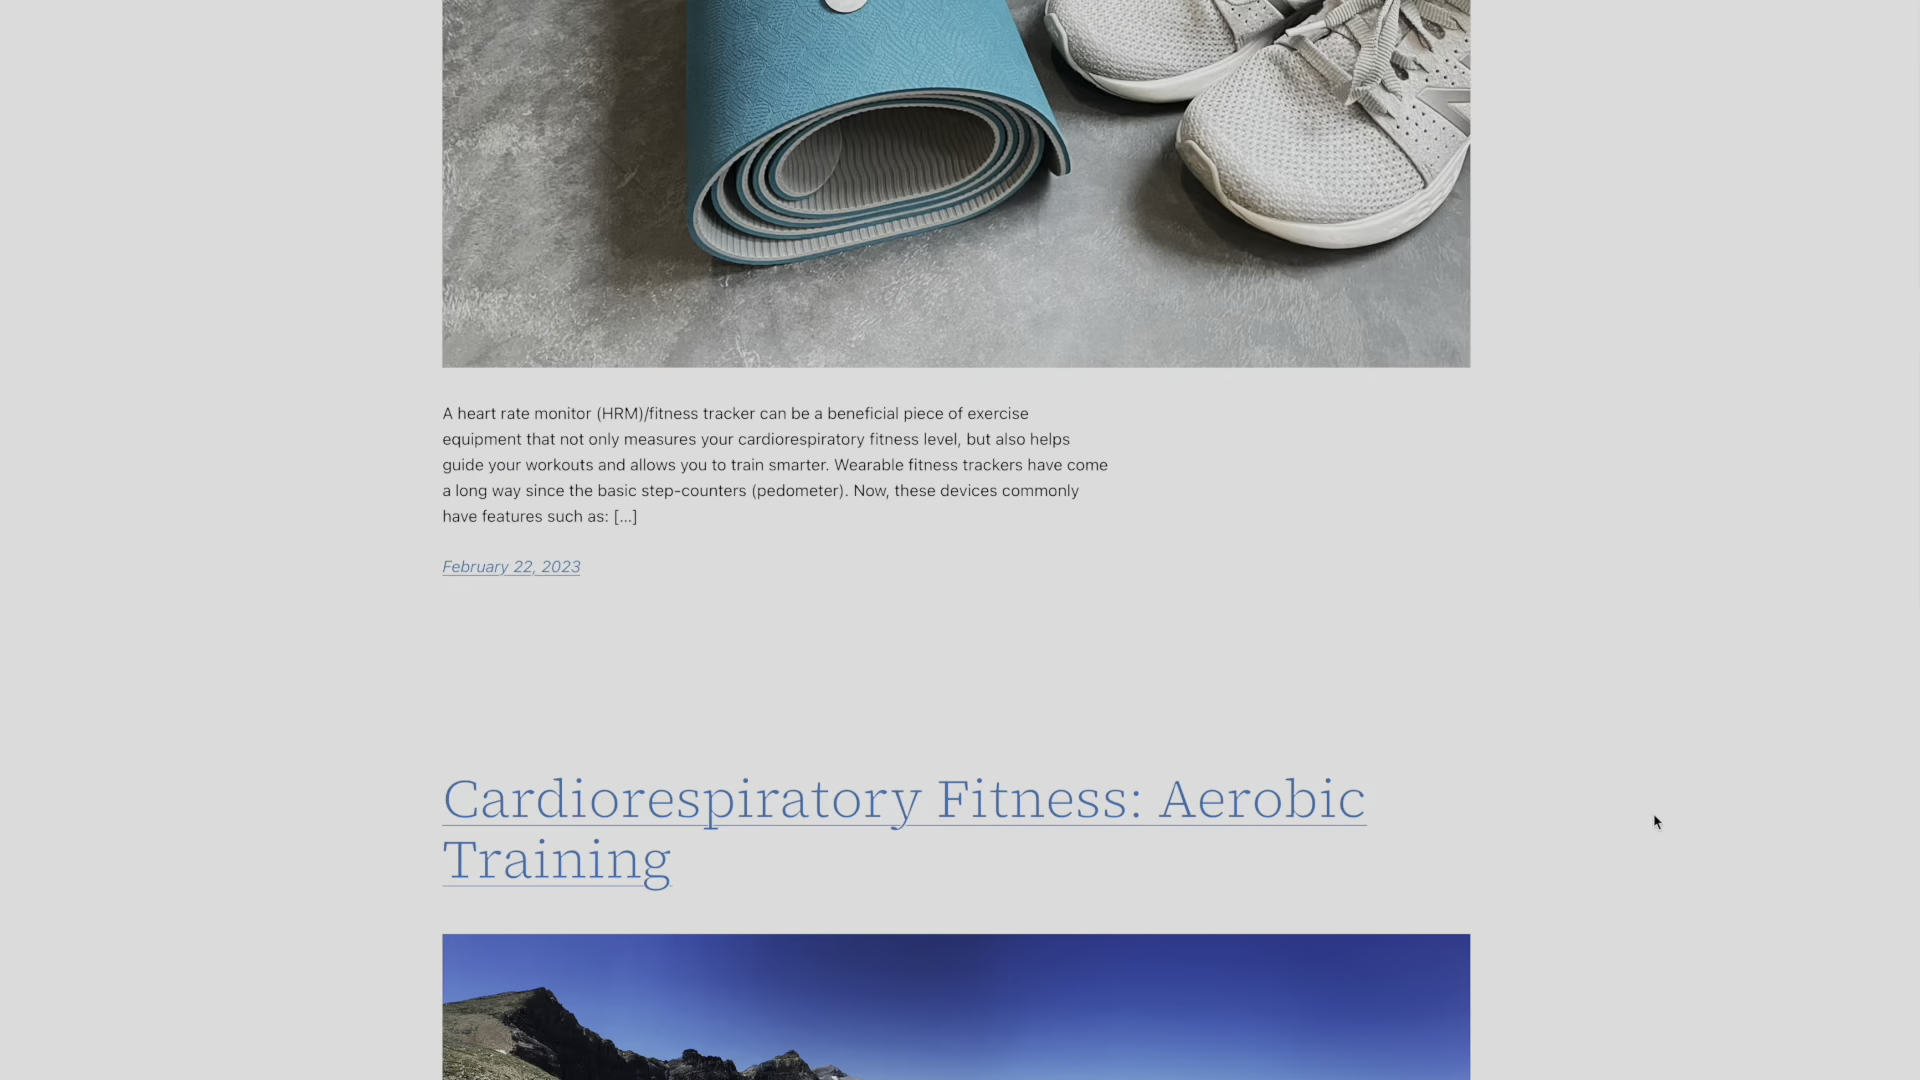 A heart rate monitor (HRM)/fitness tracker can be a beneficial piece of exercise
equipment that not only measures your cardiorespiratory fitness level, but also helps
guide your workouts and allows you to train smarter. Wearable fitness trackers have come
a long way since the basic step-counters (pedometer). Now, these devices commonly
have features such as: […]
February 22, 2023
Cardiorespiratory Fitness: Aerobic
Training